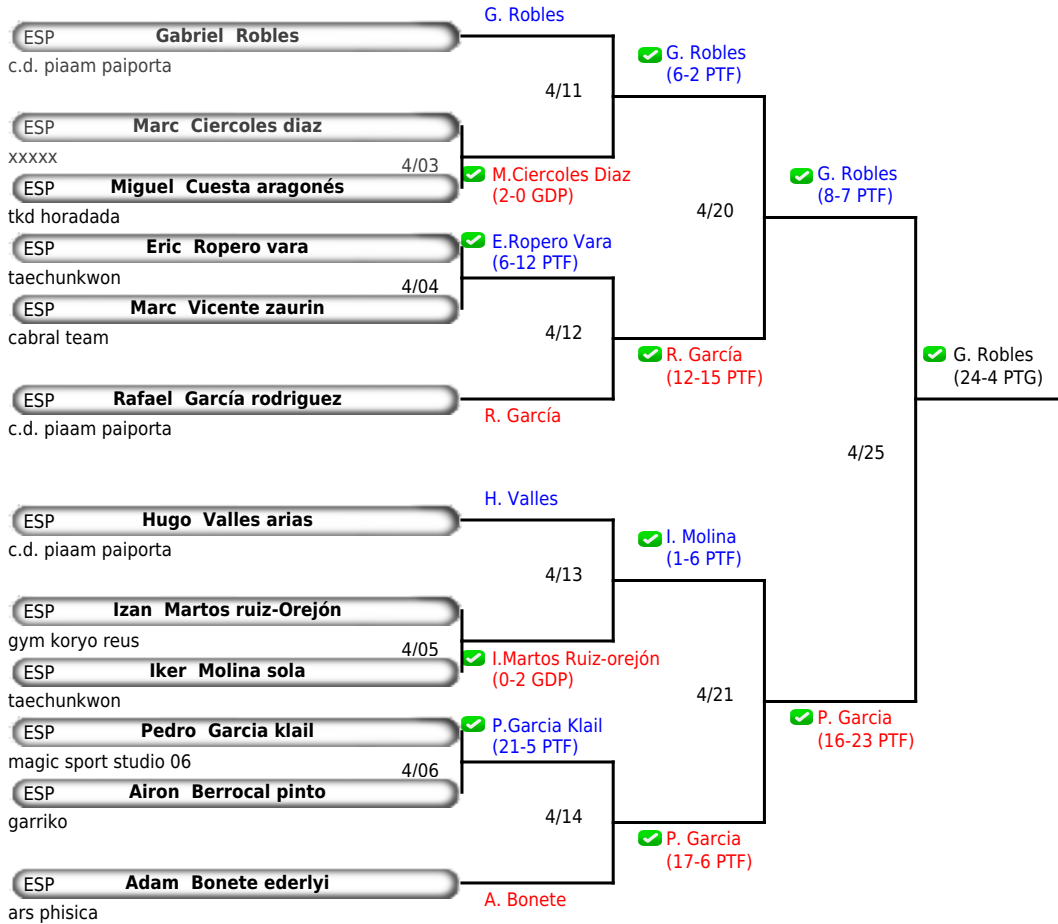 G. Robles
ESP Gabriel Robles
c.d. piaam paiporta
G. Robles
(6-2 PTF)
4/11
ESP Marc Ciercoles diaz
xxxxx
4/03
M.Ciercoles Diaz
(2-0 GDP)
G. Robles
(8-7 PTF)
ESP Miguel Cuesta aragonés
tkd horadada
4/20
ESP Eric Ropero vara
E.Ropero Vara
(6-12 PTF)
taechunkwon
4/04
ESP Marc Vicente zaurin
cabral team
4/12
R. García
(12-15 PTF)
G. Robles
(24-4 PTG)
ESP Rafael García rodriguez
c.d. piaam paiporta
R. García
4/25
H. Valles
ESP Hugo Valles arias
c.d. piaam paiporta
I. Molina
(1-6 PTF)
4/13
ESP Izan Martos ruiz-Orejón
gym koryo reus
4/05
I.Martos Ruiz-orejón
(0-2 GDP)
ESP Iker Molina sola
taechunkwon
4/21
ESP Pedro Garcia klail
P.Garcia Klail
(21-5 PTF)
P. Garcia
(16-23 PTF)
magic sport studio 06
4/06
ESP Airon Berrocal pinto
garriko
4/14
P. Garcia
(17-6 PTF)
ESP Adam Bonete ederlyi
ars phisica
A. Bonete